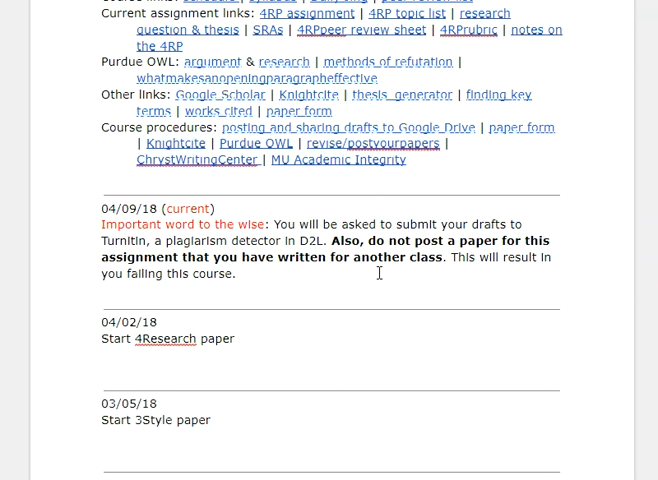 Current assignment links: 4RP assignment | 4RP topic list | research
question & thesis | SRAs | 4RPpeer review sheet | 4RPrubric | notes on
the 4RP
Purdue OWL: argument & research | methods of refutation |
whatmakesanopeningparagrapheffective
Other links: Google Scholar | Knightcite | thesis generator | finding key
terms | works cited | paper form
Course procedures: posting and sharing drafts to Google Drive | paper form
| Knightcite | Purdue OWL | revise/postyourpapers |
ChrystWritingCenter | MU Academic Integrity
04/09/18 (current)
Important word to the wise: You will be asked to submit your drafts to
Turnitin, a plagiarism detector in D2L. Also, do not post a paper for this
assignment that you have written for another class. This will result in
you failing this course.
04/02/18
Start 4Research paper
03/05/18
Start 3Style paper